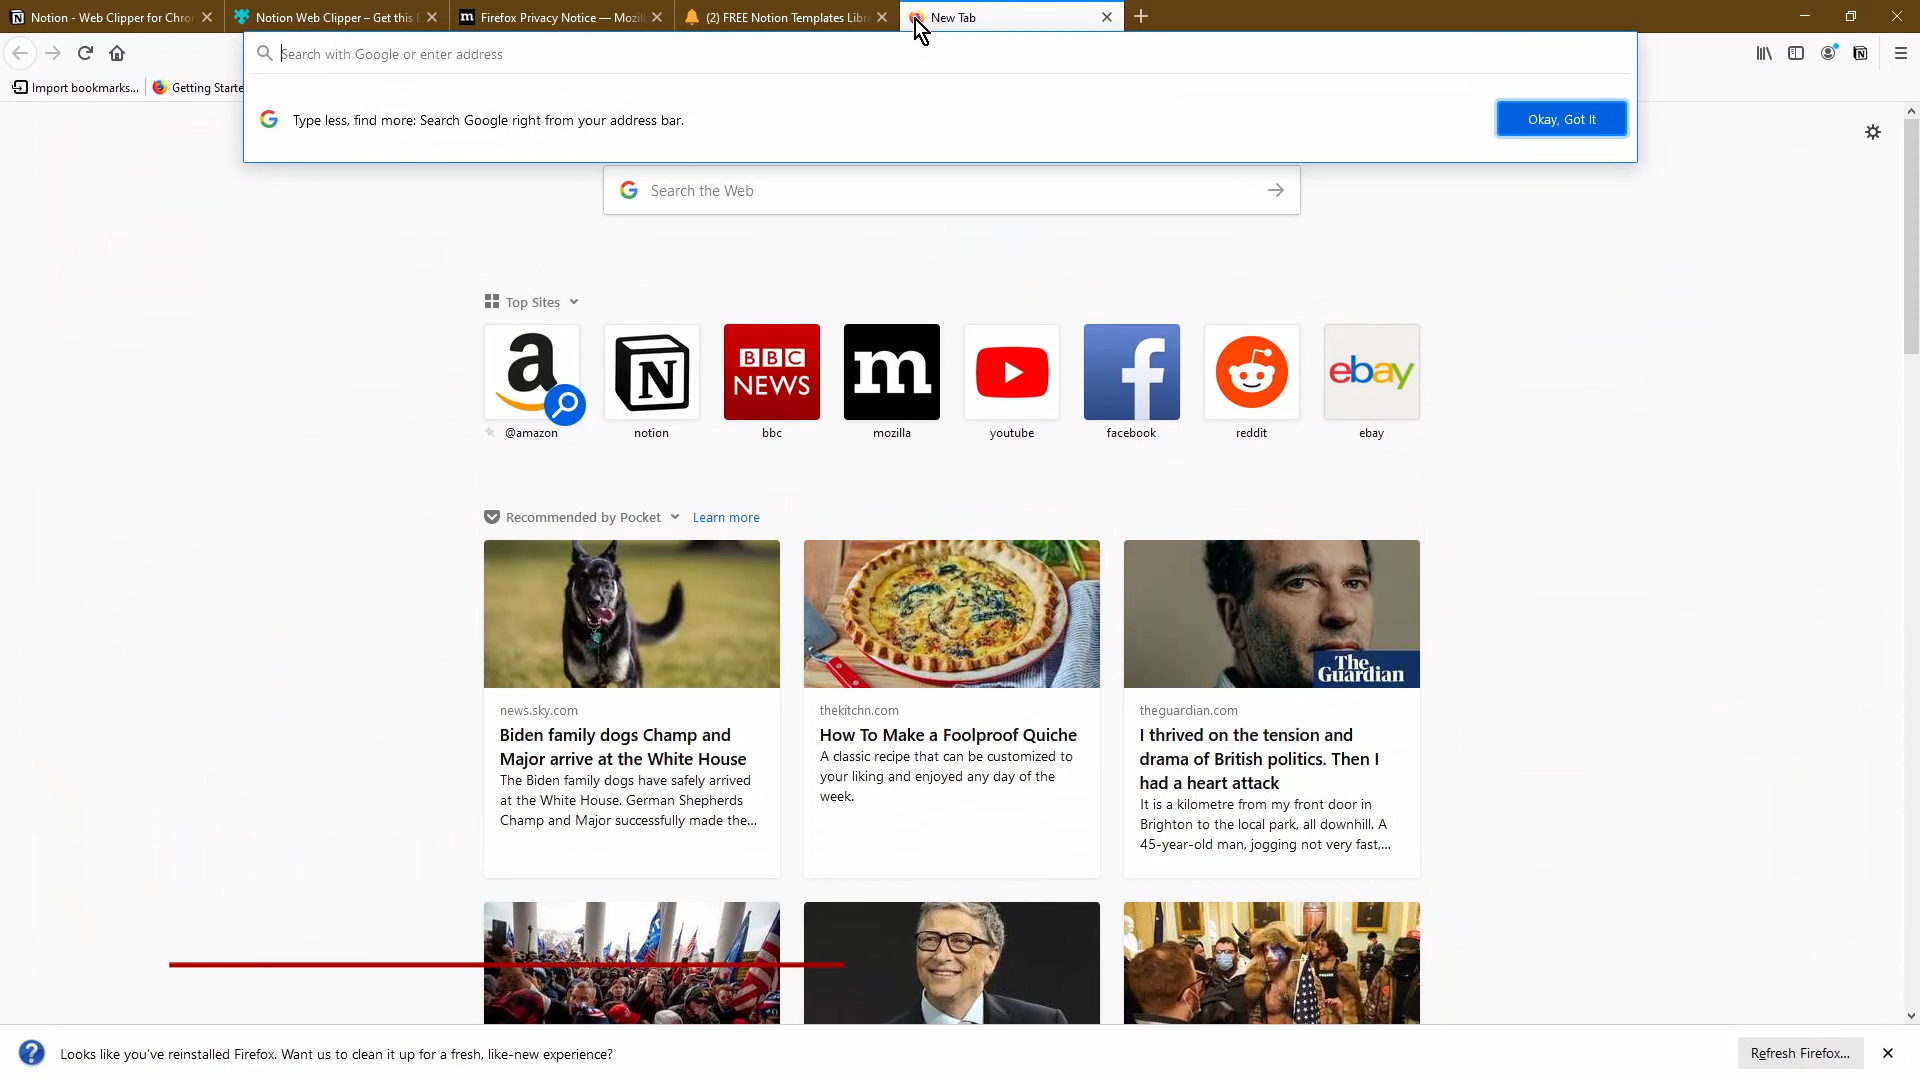 Notion - Web Clipper for Chro
Notion Web Clipper – Get this
Firefox Privacy Notice — Mozil
(2) FREE Notion Templates Libr
New Tab
Search with Google or enter address
Import bookmarks...
Getting Starte
Type less, find more: Search Google right from your address bar.
Okay, Got It
Search the Web
Top Sites
a
N
BBC
NEWS
m
f
ebay
@amazon
notion
bbc
mozilla
youtube
facebook
reddit
ebay
Recommended by Pocket
Learn more
The
Guardian
news.sky.com
Biden family dogs Champ and
Major arrive at the White House
The Biden family dogs have safely arrived
at the White House. German Shepherds
Champ and Major successfully made the...
thekitchn.com
How To Make a Foolproof Quiche
A classic recipe that can be customized to
your liking and enjoyed any day of the
week.
theguardian.com
I thrived on the tension and
drama of British politics. Then I
had a heart attack
It is a kilometre from my front door in
Brighton to the local park, all downhill. A
45-year-old man, jogging not very fast,...
Looks like you've reinstalled Firefox. Want us to clean it up for a fresh, like-new experience?
Refresh Firefox...